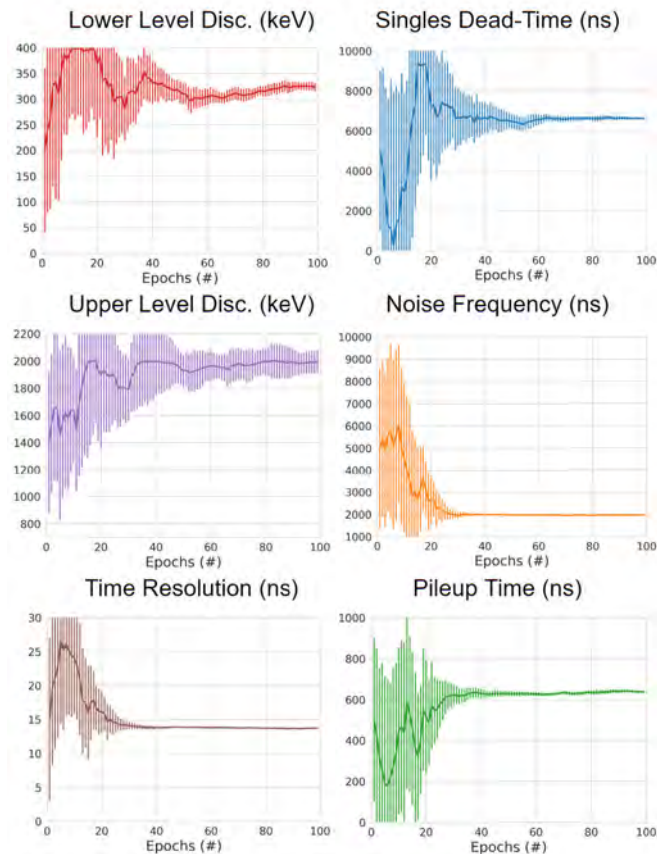 Lower Level Disc. (keV)
400
350
300
250
200
150
100
50
0
0 20 40 60 80 100
Epochs (#)
Singles Dead-Time (ns)
10000
8000
6000
4000
2000
0
0 20 40 60 80 100
Epochs (#)
Upper Level Disc. (keV)
2200
2000
1800
1600
1400
1200
1000
800
0 20 40 60 80 100
Epochs (#)
Noise Frequency (ns)
10000
9000
8000
7000
6000
5000
4000
3000
2000
1000
0 20 40 60 80 100
Epochs (#)
Time Resolution (ns)
30
25
20
15
10
5
0
0 20 40 60 80 100
Epochs (#)
Pileup Time (ns)
1000
800
600
400
200
0
0 20 40 60 80 100
Epochs (#)